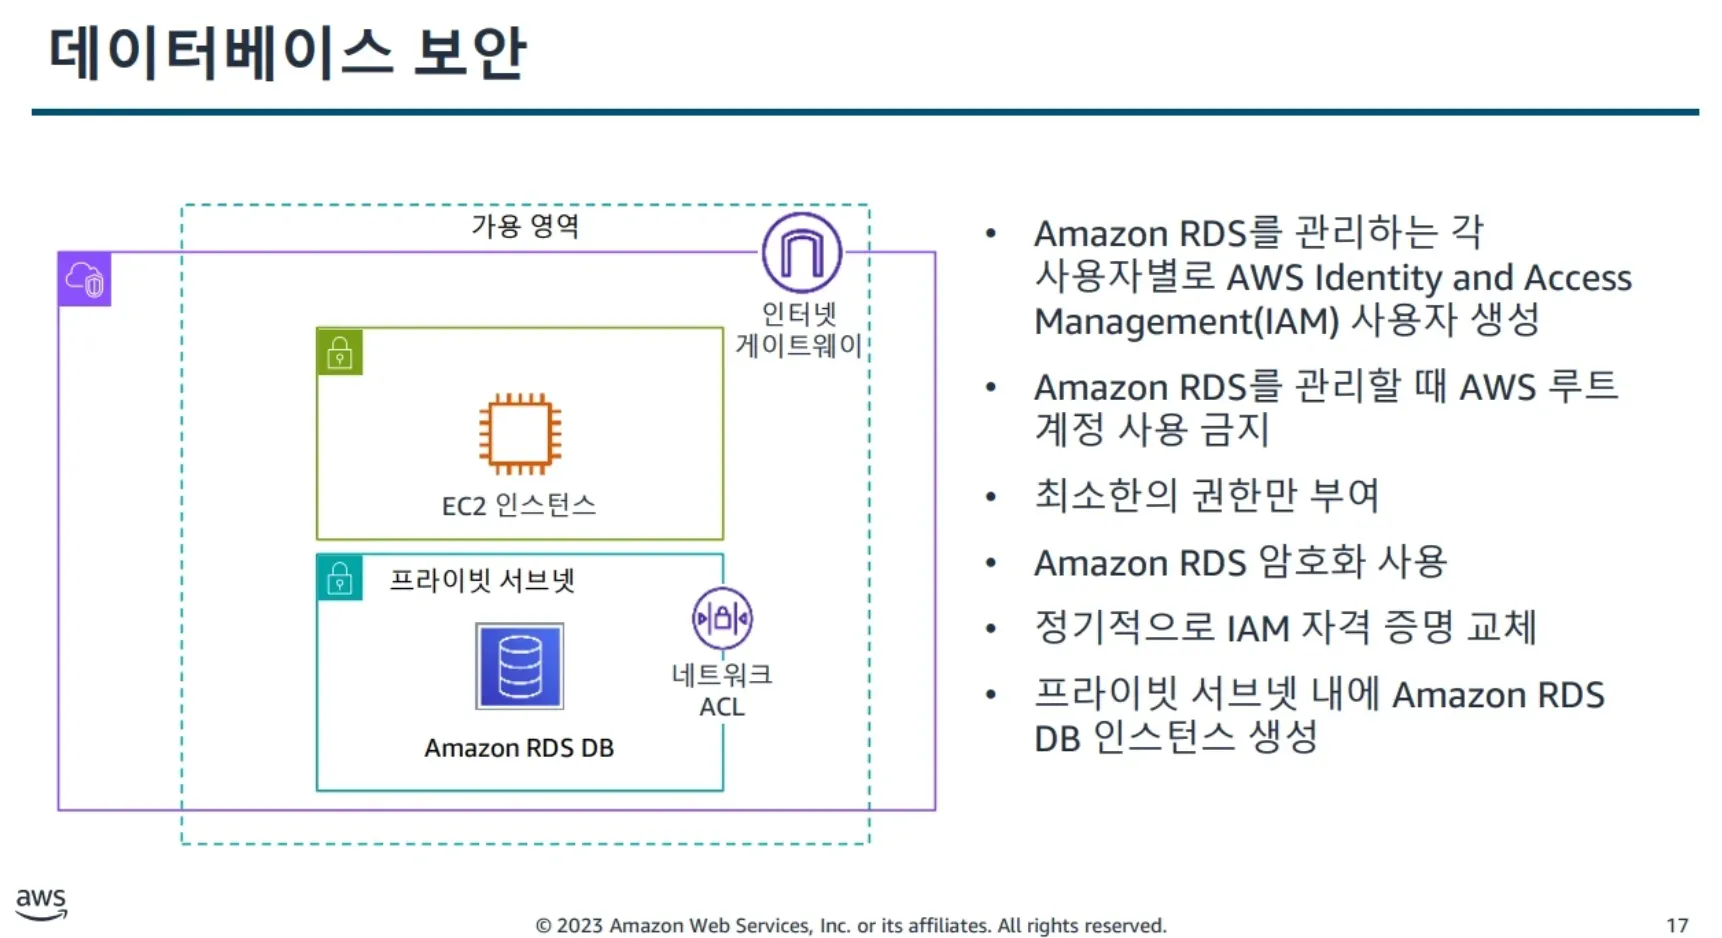 데이터베이스 보안
가용 영역
인터넷
게이트웨이
EC2 인스턴스
프라이빗 서브넷
네트워크
ACL
Amazon RDS DB
• Amazon RDS를 관리하는 각
사용자별로 AWS Identity and Access
Management(IAM) 사용자 생성
• Amazon RDS를 관리할 때 AWS 루트
계정 사용 금지
• 최소한의 권한만 부여
• Amazon RDS 암호화 사용
• 정기적으로 IAM 자격 증명 교체
• 프라이빗 서브넷 내에 Amazon RDS
DB 인스턴스 생성
aws
© 2023 Amazon Web Services, Inc. or its affiliates. All rights reserved.
17